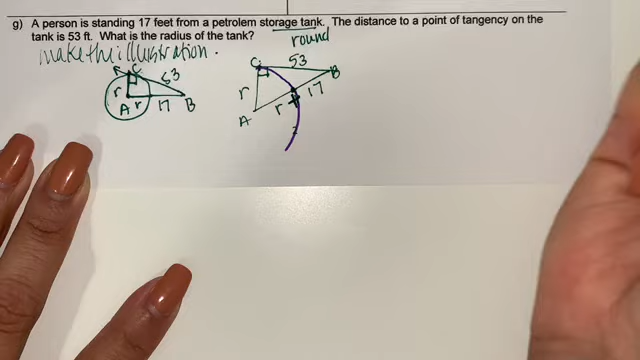 g) A person is standing 17 feet from a petrolem storage tank. The distance to a point of tangency on the
tank is 53 ft. What is the radius of the tank?
round
make the illustration.
C 53
r
A r 17 B
C 53 B
r
r 17
A